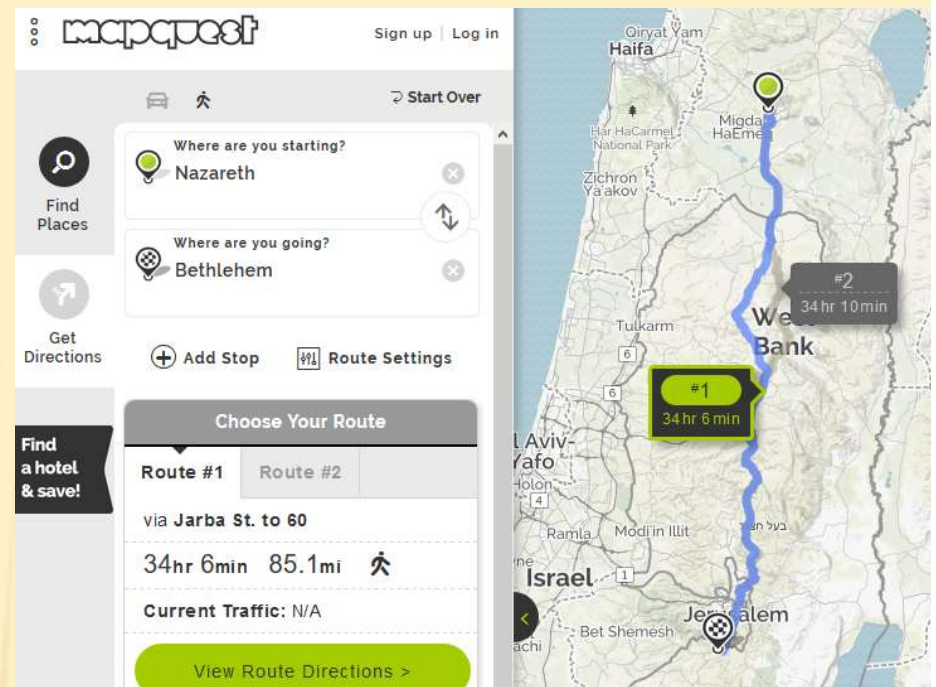 mapquest
Sign up | Log in
Start Over
Find
Places
Get
Directions
Find
a hotel
& save!
Where are you starting?
Nazareth
Where are you going?
Bethlehem
Add Stop
Route Settings
Choose Your Route
Route #1
Route #2
via Jarba St. to 60
34hr 6min 85.1mi
Current Traffic: N/A
View Route Directions >
Qiryat Yam
Haifa
Migdal
HaEmeq
Har HaCarmel
National Park
Zichron
Ya'akov
#2
34 hr 10 min
West
Bank
Tulkarm
6
#1
34 hr 6 min
6
Aviv-
Yafo
Holon
4
Ramla
Modi'in Illit
בעל חצור
Israel
1
Jerusalem
Bet Shemesh